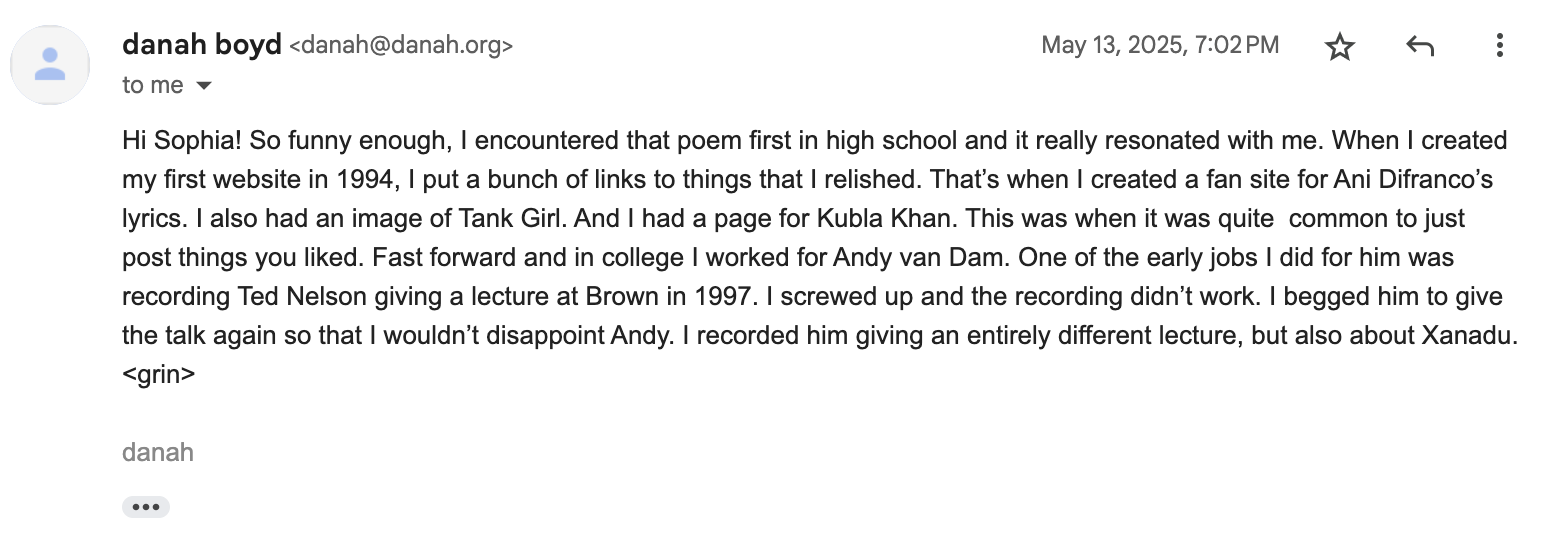 danah boyd <danah@danah.org> May 13, 2025, 7:02 PM
to me
Hi Sophia! So funny enough, I encountered that poem first in high school and it really resonated with me. When I created
my first website in 1994, I put a bunch of links to things that I relished. That’s when I created a fan site for Ani Difranco’s
lyrics. I also had an image of Tank Girl. And I had a page for Kubla Khan. This was when it was quite  common to just
post things you liked. Fast forward and in college I worked for Andy van Dam. One of the early jobs I did for him was
recording Ted Nelson giving a lecture at Brown in 1997. I screwed up and the recording didn’t work. I begged him to give
the talk again so that I wouldn’t disappoint Andy. I recorded him giving an entirely different lecture, but also about Xanadu.
<grin>
danah